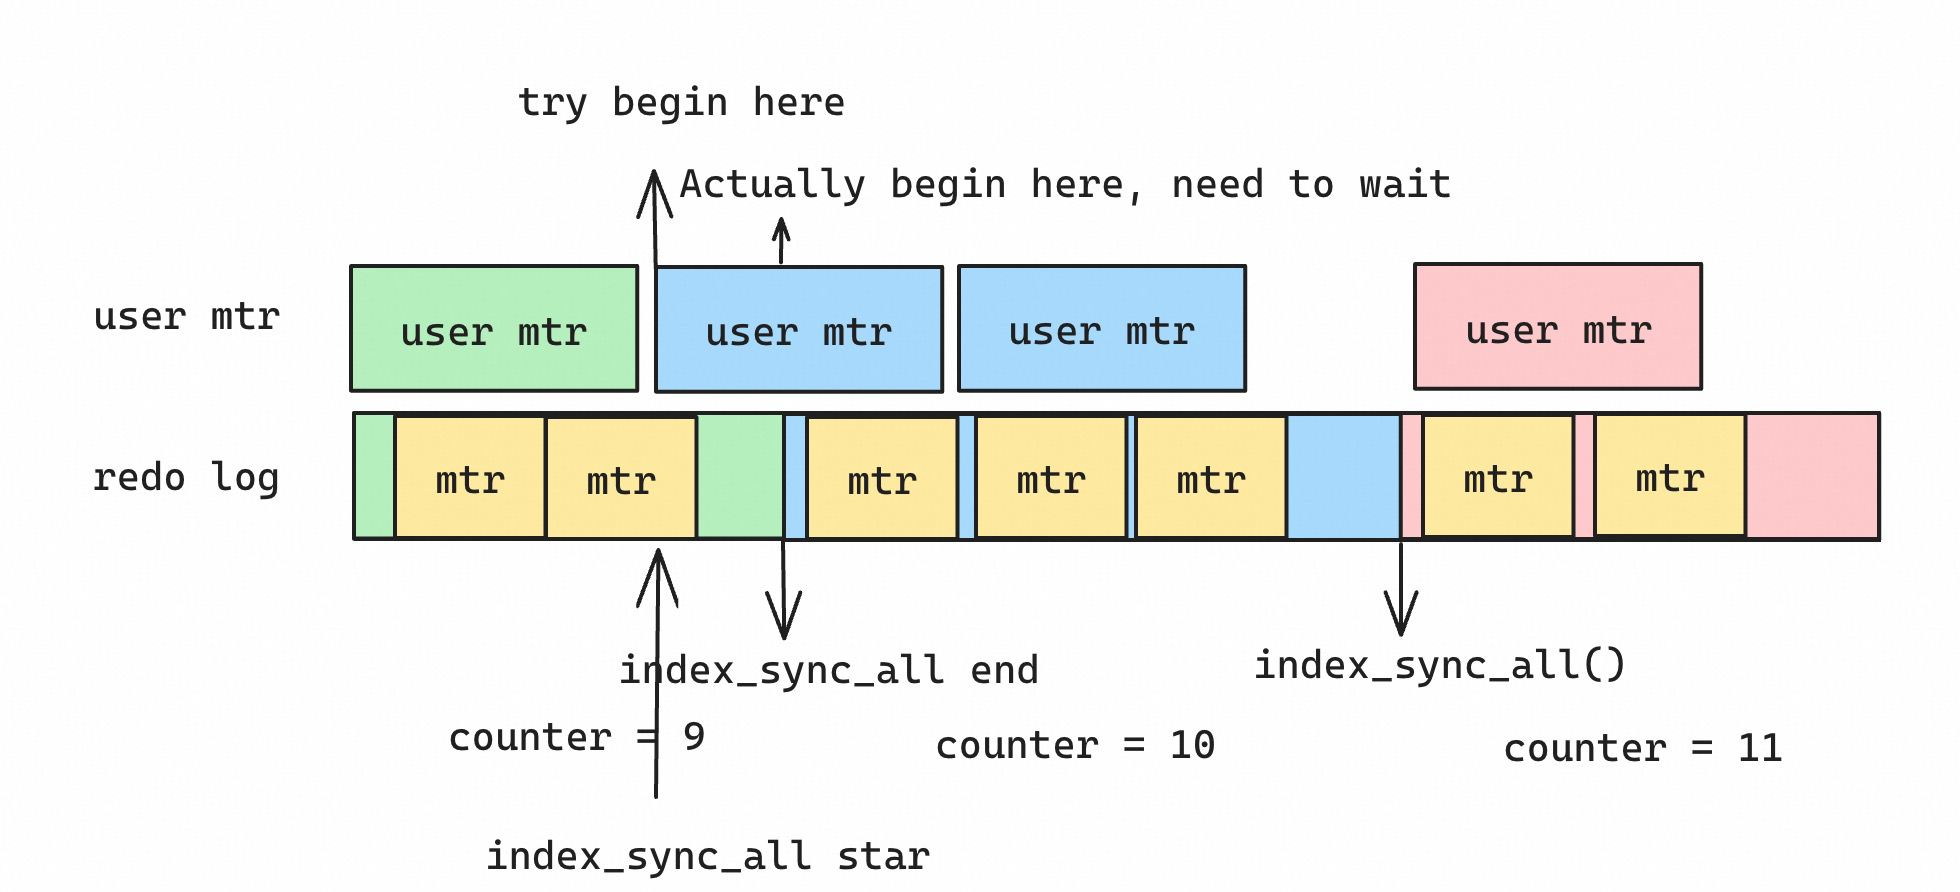 try begin here
Actually begin here, need to wait
user mtr
user mtr
user mtr
user mtr
user mtr
redo log
mtr
mtr
mtr
mtr
mtr
mtr
mtr
index_sync_all end
index_sync_all()
counter = 9
counter = 10
counter = 11
index_sync_all star